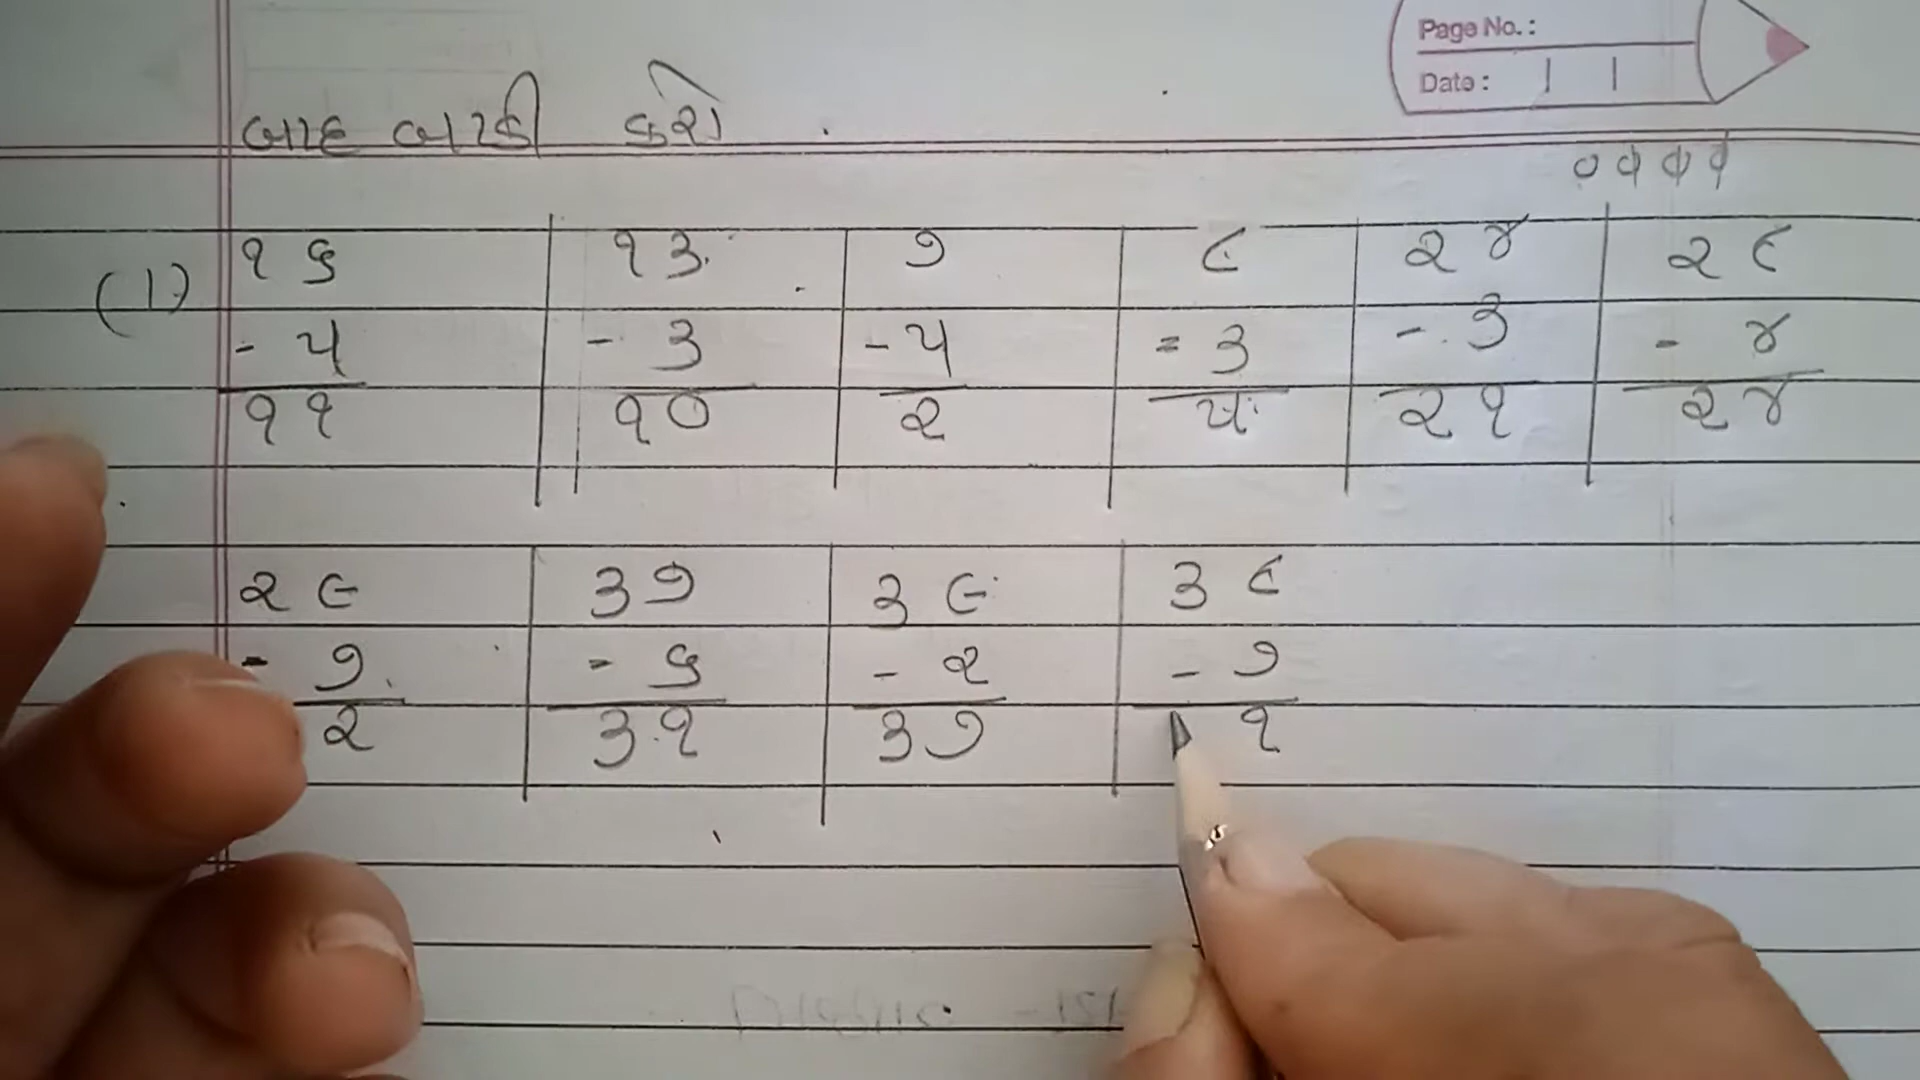 Page No. :
Date :
બાદ બાકી કરો
૦૧૧૧
(1) ૧૬ ૧૩ ૭ ૮ ૨૪ ૨૮
- ૫ - ૩ - ૫ = ૩ - ૩ - ૪
૧૧ ૧૦ ૨ ૫ ૨૧ ૨૪
૨૯ ૩૭ ૩૯ ૩૮
- ૭ - ૬ - ૨ - ૭
૨ ૩૧ ૩૭ ૧